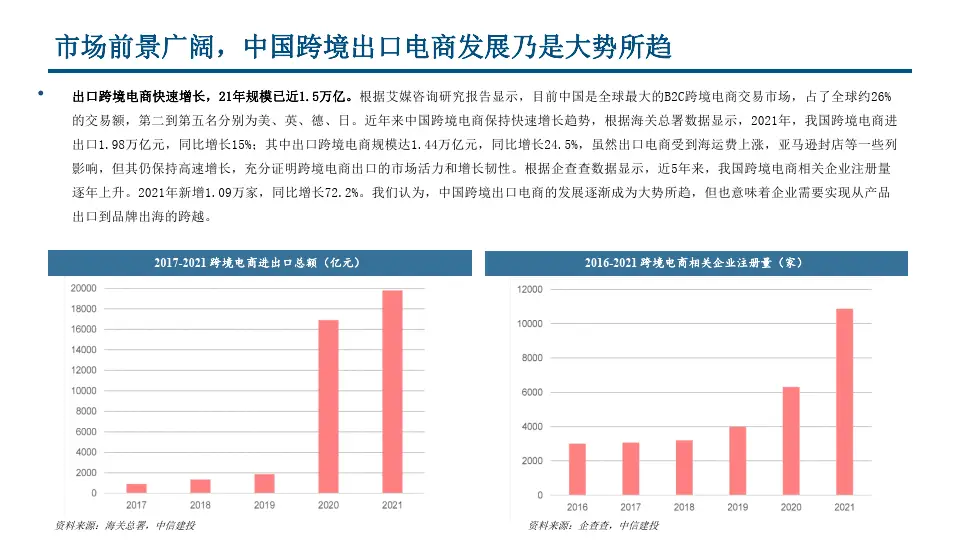 市场前景广阔，中国跨境出口电商发展乃是大势所趋
• 出口跨境电商快速增长，21年规模已近1.5万亿。根据艾媒咨询研究报告显示，目前中国是全球最大的B2C跨境电商交易市场，占了全球约26%
的交易额，第二到第五名分别为美、英、德、日。近年来中国跨境电商保持快速增长趋势，根据海关总署数据显示，2021年，我国跨境电商进
出口1.98万亿元，同比增长15%；其中出口跨境电商规模达1.44万亿元，同比增长24.5%，虽然出口电商受到海运费上涨，亚马逊封店等一些列
影响，但其仍保持高速增长，充分证明跨境电商出口的市场活力和增长韧性。根据企查查数据显示，近5年来，我国跨境电商相关企业注册量
逐年上升。2021年新增1.09万家，同比增长72.2%。我们认为，中国跨境出口电商的发展逐渐成为大势所趋，但也意味着企业需要实现从产品
出口到品牌出海的跨越。
2017-2021 跨境电商进出口总额（亿元）
20000
18000
16000
14000
12000
10000
8000
6000
4000
2000
0
2017 2018 2019 2020 2021
资料来源：海关总署，中信建投
2016-2021 跨境电商相关企业注册量（家）
12000
10000
8000
6000
4000
2000
0
2016 2017 2018 2019 2020 2021
资料来源：企查查，中信建投